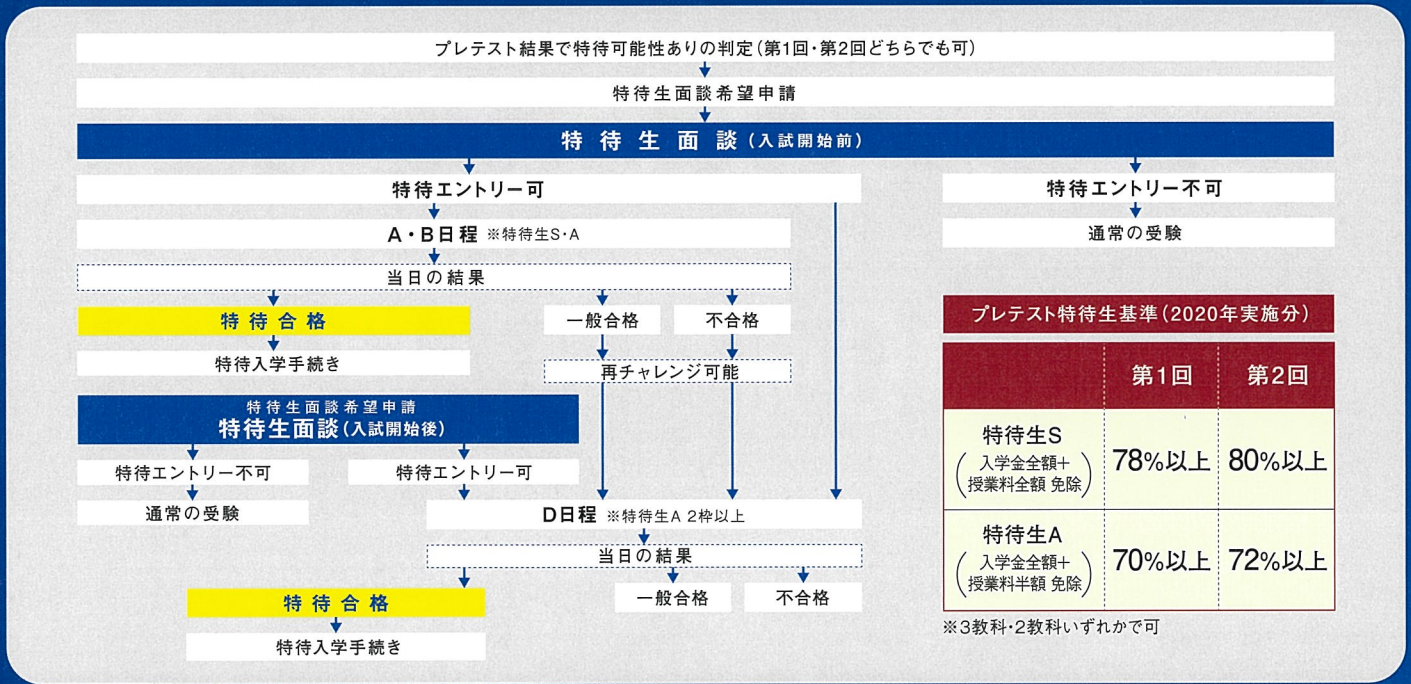 プレテスト結果で特待可能性ありの判定(第1回・第2回どちらでも可)
特待生面談希望申請
特待生面談(入試開始前)
特待エントリー可
特待エントリー不可
A・B日程 ※特待生S・A
通常の受験
当日の結果
特待合格
一般合格
不合格
特待入学手続き
再チャレンジ可能
特待生面談希望申請
特待生面談(入試開始後)
特待エントリー不可
特待エントリー可
通常の受験
D日程 ※特待生A 2枠以上
当日の結果
特待合格
一般合格
不合格
特待入学手続き
プレテスト特待生基準(2020年実施分)
第1回 第2回
特待生S
(入学金全額+
授業料全額 免除)
78%以上 80%以上
特待生A
(入学金全額+
授業料半額 免除)
70%以上 72%以上
※3教科・2教科いずれかで可